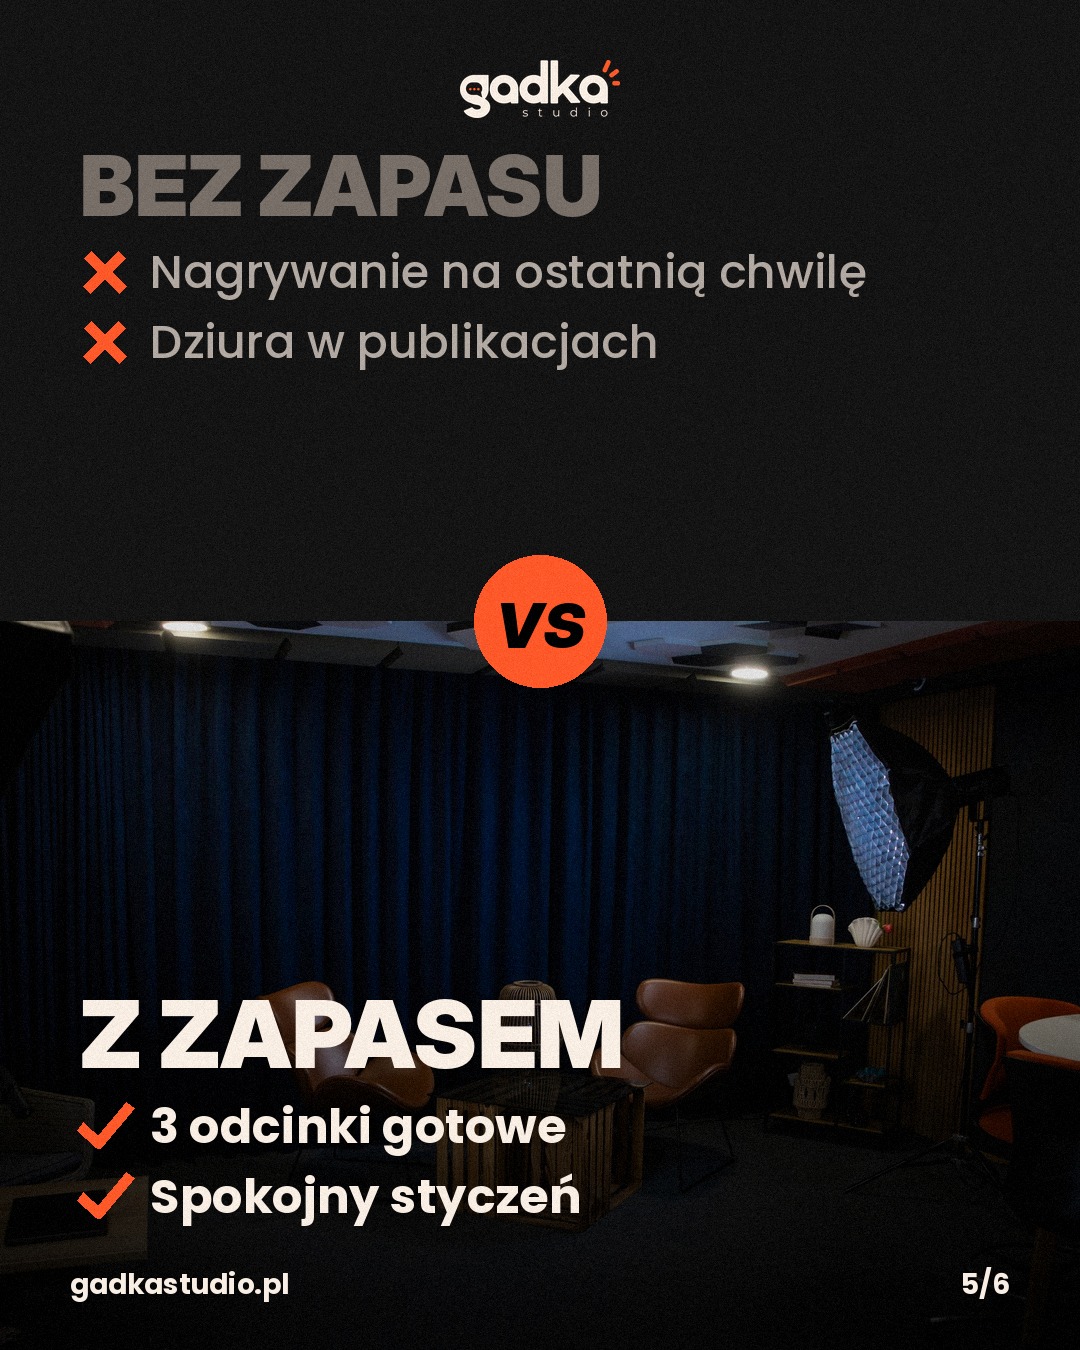 gadka
studio
BEZ ZAPASU
Nagrywanie na ostatnią chwilę
Dziura w publikacjach
VS
Z ZAPASEM
3 odcinki gotowe
Spokojny styczeń
gadkastudio.pl
5/6